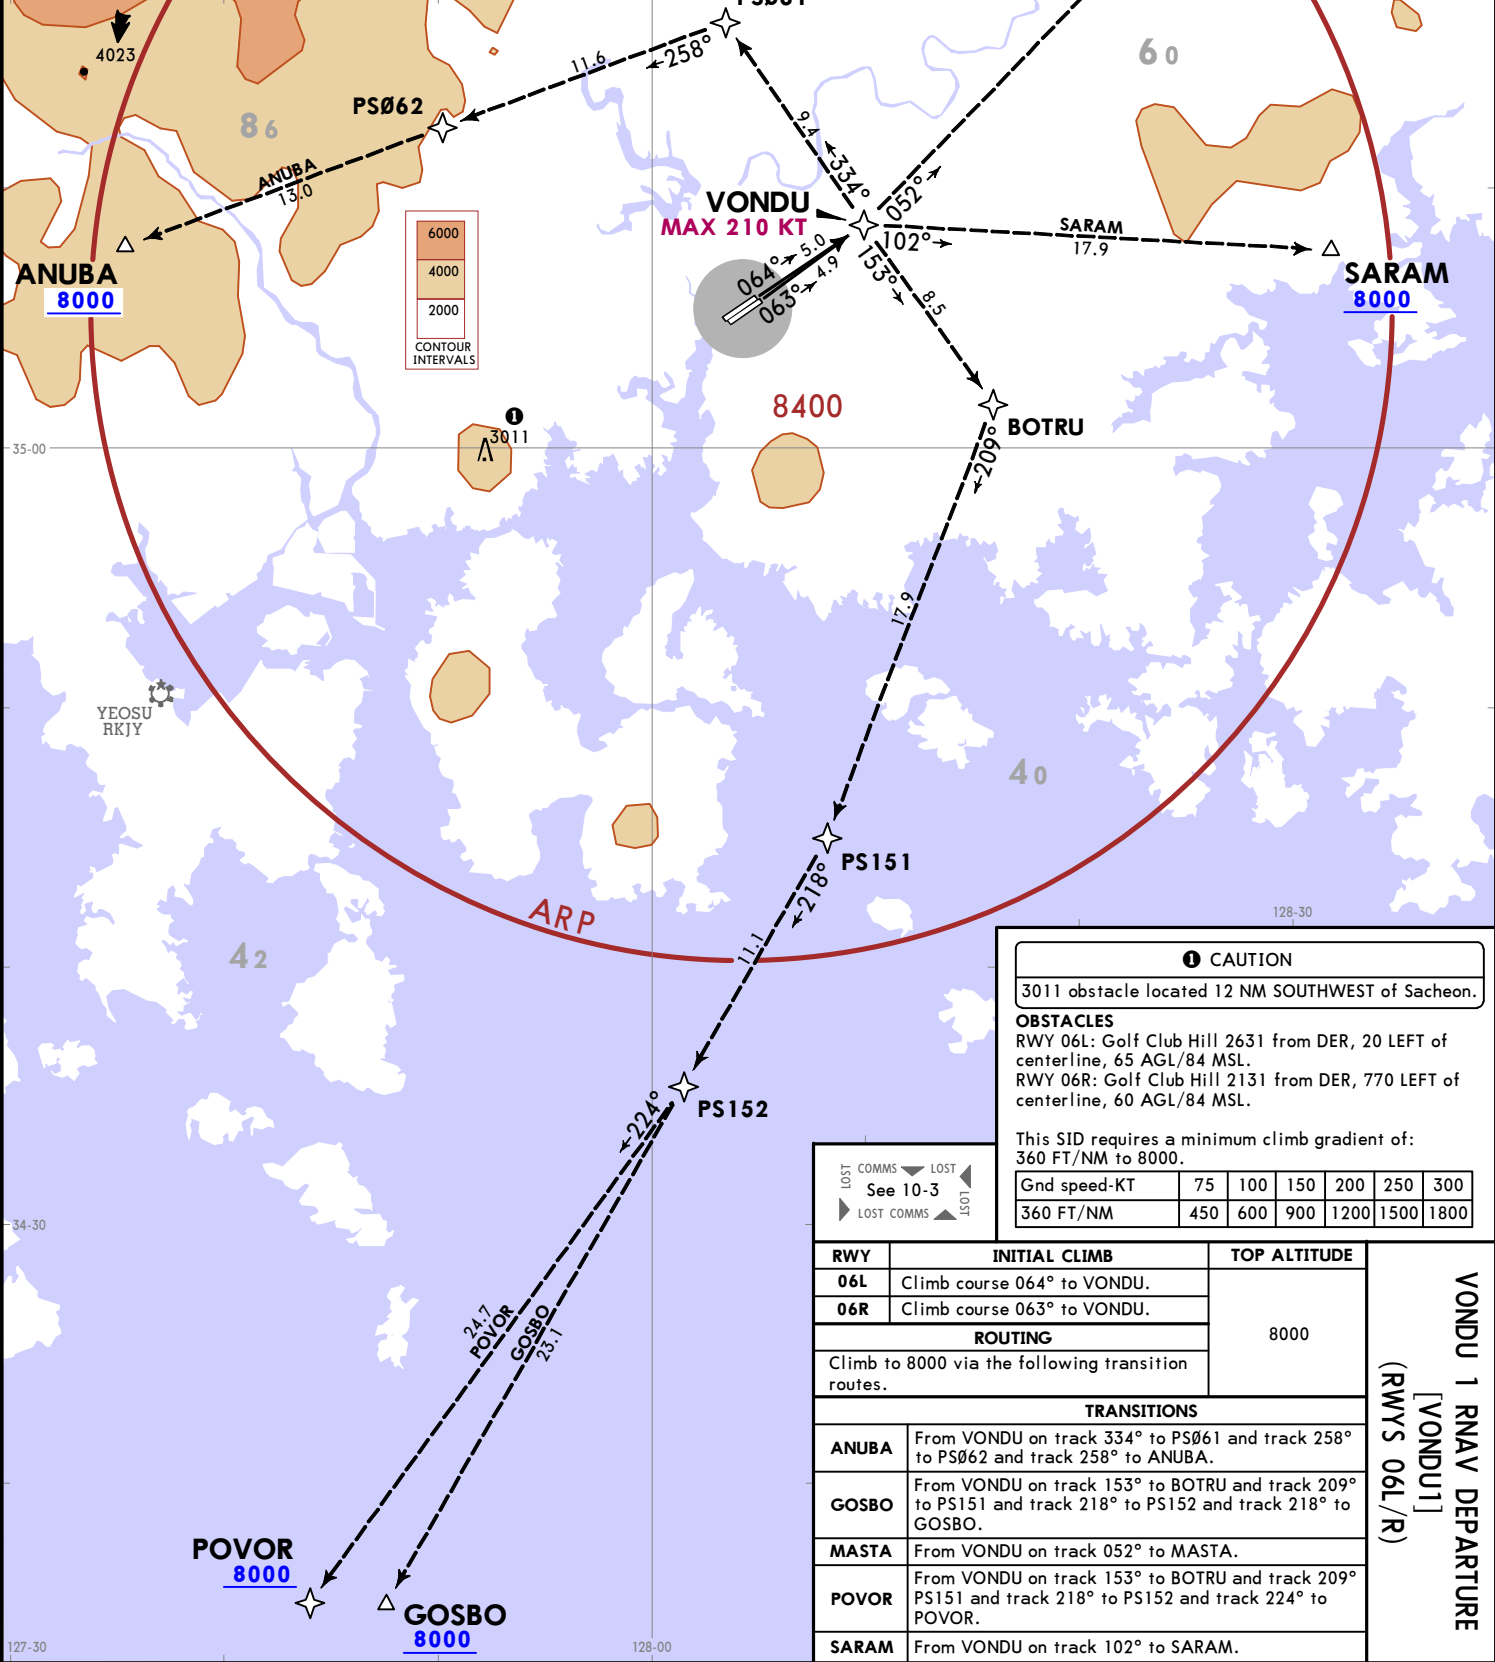 4023
11.6
258°
60
PSØ62
86
9.4
334°
052°
ANUBA
13.0
VONDU
MAX 210 KT
SARAM
17.9
102°
6000
4000
2000
CONTOUR
INTERVALS
ANUBA
8000
064°
5.0
063°
4.9
153°
8.5
SARAM
8000
8400
BOTRU
1
3011
35-00
209°
17.9
YEOSU
RKJY
40
PS151
218°
ARP
11.1
42
128-30
1 CAUTION
3011 obstacle located 12 NM SOUTHWEST of Sacheon.
OBSTACLES
RWY 06L: Golf Club Hill 2631 from DER, 20 LEFT of
centerline, 65 AGL/84 MSL.
RWY 06R: Golf Club Hill 2131 from DER, 770 LEFT of
centerline, 60 AGL/84 MSL.
This SID requires a minimum climb gradient of:
360 FT/NM to 8000.
Gnd speed-KT 75 100 150 200 250 300
360 FT/NM 450 600 900 1200 1500 1800
PS152
224°
LOST COMMS LOST
See 10-3
LOST COMMS LOST
34-30
24.7
POVOR
GOSBO
23.1
RWY INITIAL CLIMB TOP ALTITUDE
06L Climb course 064° to VONDU.
06R Climb course 063° to VONDU.
8000
ROUTING
Climb to 8000 via the following transition
routes.
TRANSITIONS
ANUBA From VONDU on track 334° to PSØ61 and track 258°
to PSØ62 and track 258° to ANUBA.
GOSBO From VONDU on track 153° to BOTRU and track 209°
to PS151 and track 218° to PS152 and track 218° to
GOSBO.
MASTA From VONDU on track 052° to MASTA.
POVOR From VONDU on track 153° to BOTRU and track 209°
PS151 and track 218° to PS152 and track 224° to
POVOR.
SARAM From VONDU on track 102° to SARAM.
VONDU 1 RNAV DEPARTURE
[VONDU1]
(RWYS 06L/R)
POVOR
8000
GOSBO
8000
127-30
128-00